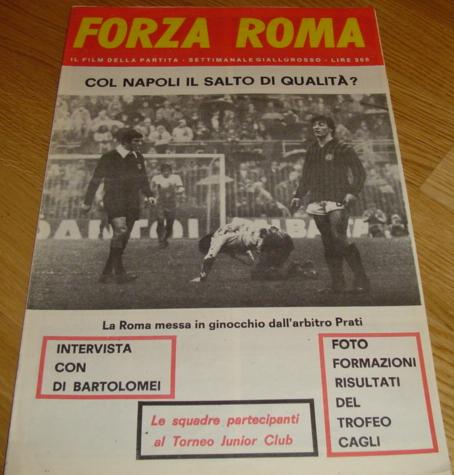 FORZA ROMA
IL FILM DELLA PARTITA - SETTIMANALE GIALLOROSSO - LIRE
COL NAPOLI IL SALTO DI QUALITÀ?
La Roma messa in ginocchio dall'arbitro Prati
INTERVISTA
CON
DI BARTOLOMEI
FOTO
FORMAZIONI
RISULTATI
DEL
TROFEO
CAGLI
Le squadre partecipanti
al Torneo Junior Club